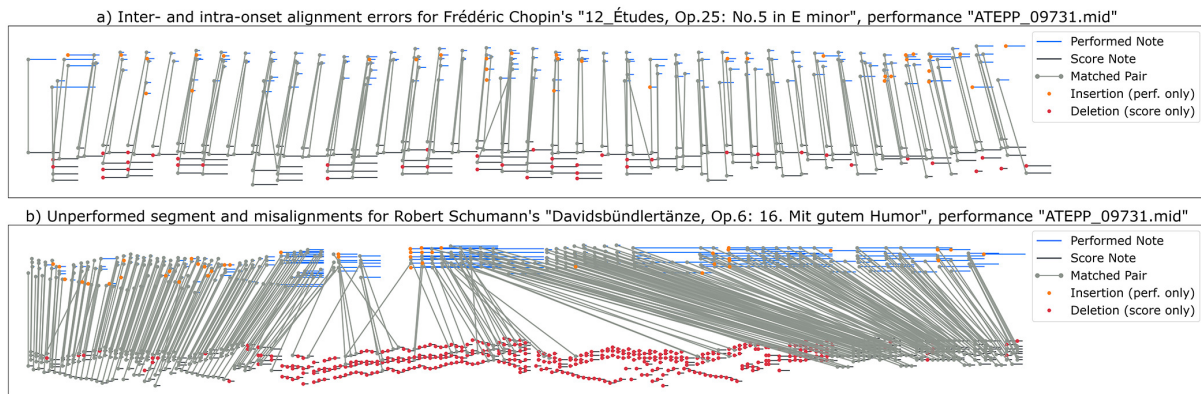 a) Inter- and intra-onset alignment errors for Frédéric Chopin's "12_Études, Op.25: No.5 in E minor", performance "ATEPP_09731.mid"
Performed Note
Score Note
Matched Pair
Insertion (perf. only)
Deletion (score only)
b) Unperformed segment and misalignments for Robert Schumann's "Davidsbündlertänze, Op.6: 16. Mit gutem Humor", performance "ATEPP_09731.mid"
Performed Note
Score Note
Matched Pair
Insertion (perf. only)
Deletion (score only)